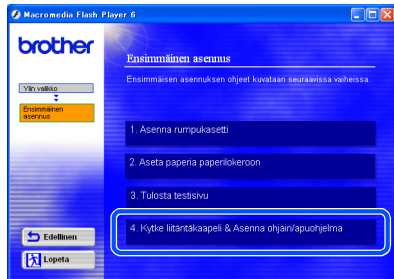 Macromedia Flash Player 6
brother
Ensimmäinen asennus
Ensimmäisen asennuksen ohjeet kuvataan seuraavissa vaiheissa.
Ylin valikko
Ensimmäinen
asennus
1. Asenna rumpukasetti
2. Aseta paperia paperilokeroon
3. Tulosta testisivu
4. Kytke liitäntäkaapeli & Asenna ohjain/apuohjelma
Edellinen
Lopeta